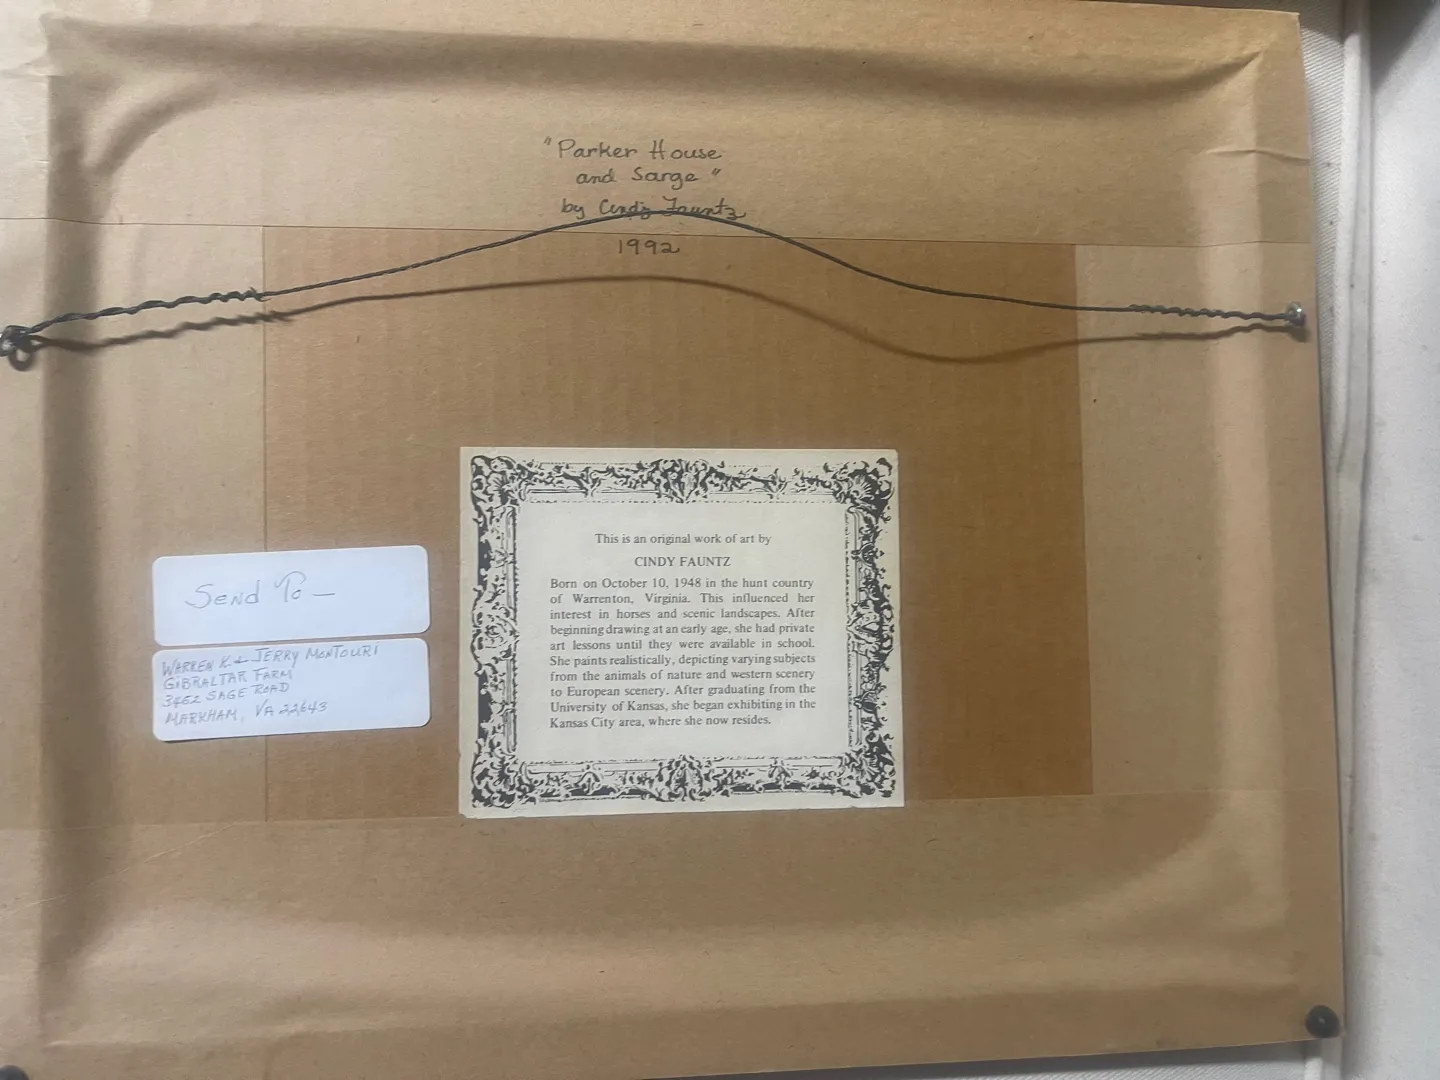 "Parker House
and Sarge"
by Cindy Fauntz
1992
This is an original work of art by
CINDY FAUNTZ
Born on October 10, 1948 in the hunt country
of Warrenton, Virginia. This influenced her
interest in horses and scenic landscapes. After
beginning drawing at an early age, she had private
art lessons until they were available in school.
She paints realistically, depicting varying subjects
from the animals of nature and western scenery
to European scenery. After graduating from the
University of Kansas, she began exhibiting in the
Kansas City area, where she now resides.
Send To —
WARREN K. & JERRY MONTOURI
GIBRALTAR FARM
3462 SAGE ROAD
MARKHAM, VA 22643